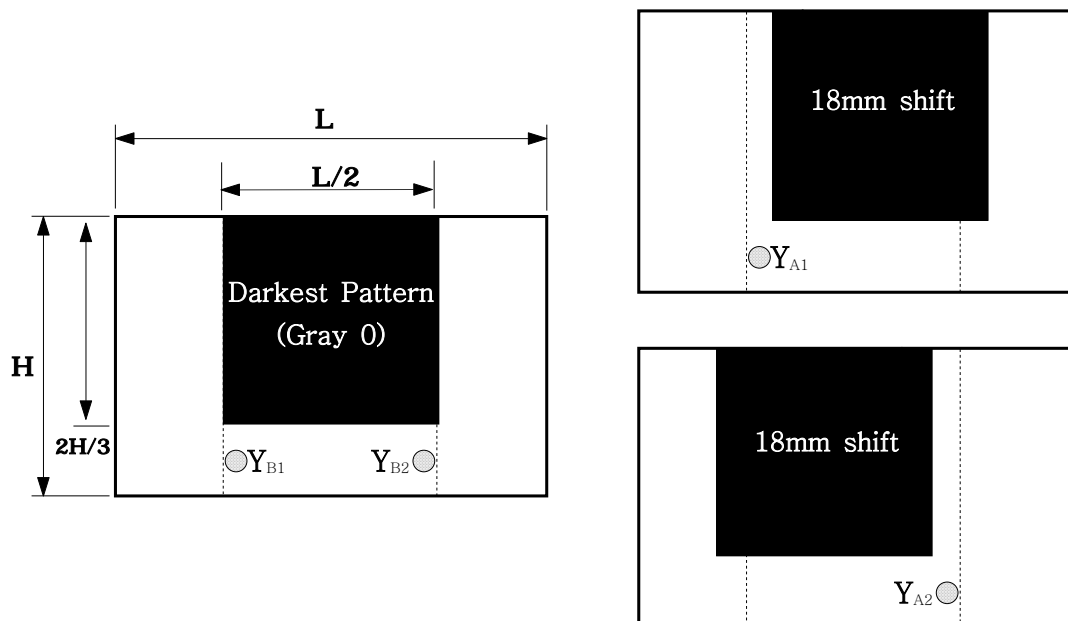 L
L/2
H
2H/3
Darkest Pattern
(Gray 0)
YB1
YB2
18mm shift
YA1
18mm shift
YA2